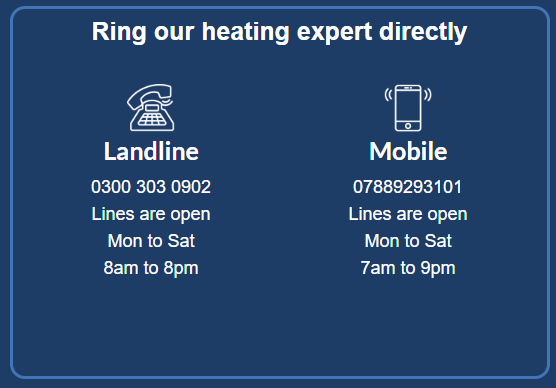 Ring our heating expert directly
Landline
0300 303 0902
Lines are open
Mon to Sat
8am to 8pm
Mobile
07889293101
Lines are open
Mon to Sat
7am to 9pm